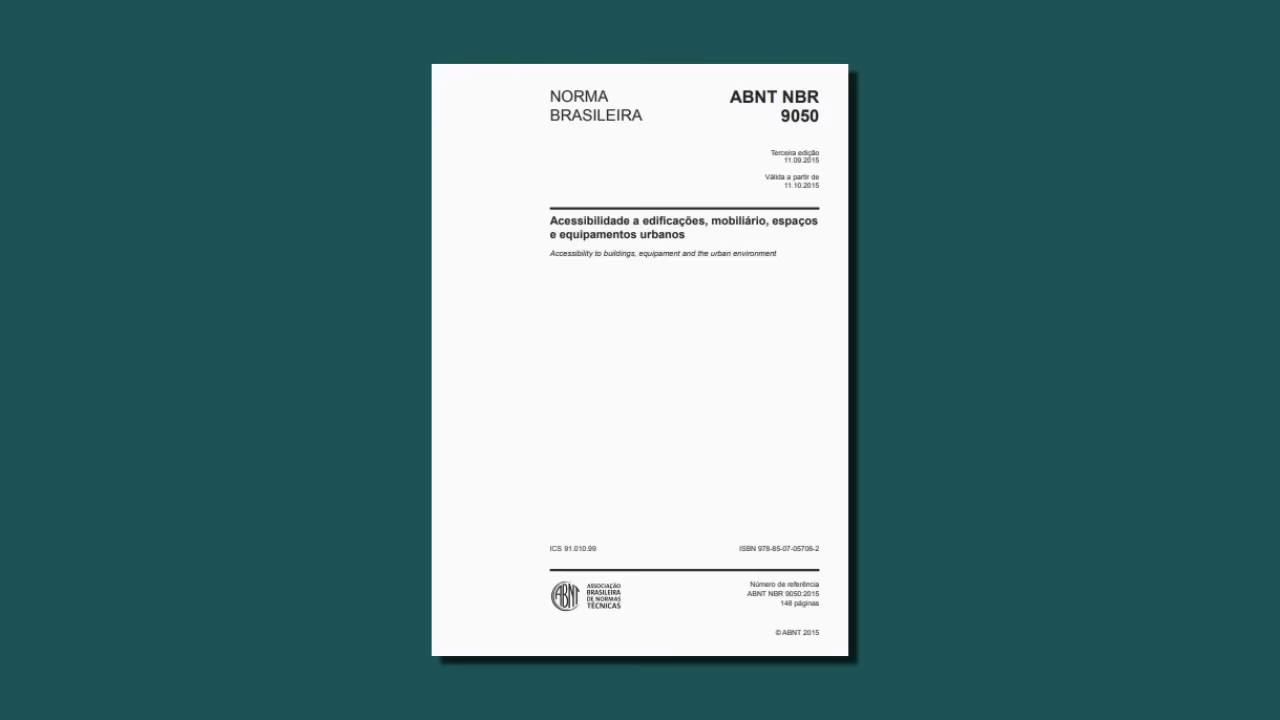 NORMA
BRASILEIRA
ABNT NBR
9050
Terceira edição
11.09.2015
Válida a partir de
11.10.2015
Acessibilidade a edificações, mobiliário, espaços
e equipamentos urbanos
Accessibility to buildings, equipament and the urban environment
ICS 91.010.99
ISBN 978-85-07-05706-2
ABNT
ASSOCIAÇÃO
BRASILEIRA
DE NORMAS
TÉCNICAS
Número de referência
ABNT NBR 9050:2015
148 páginas
© ABNT 2015